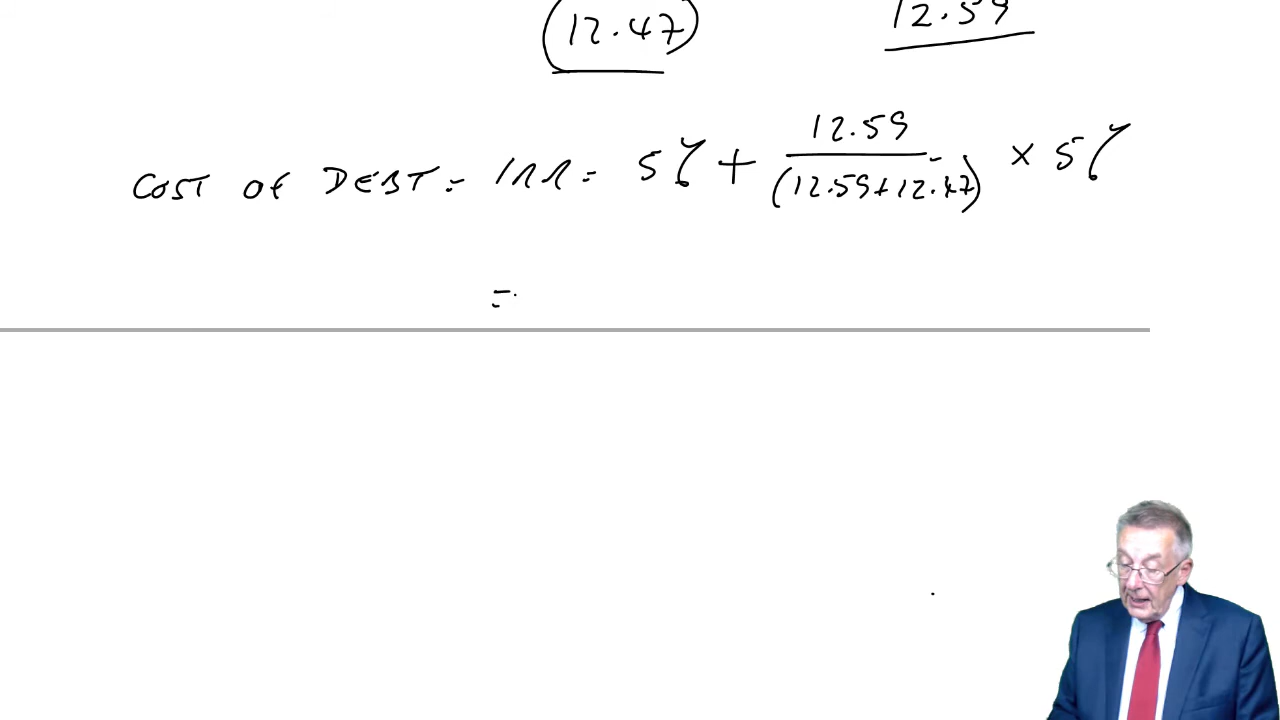 (12.47) 12.59
COST OF DEBT = IRR = 5% + 12.59 / (12.59+12.47) × 5%
=